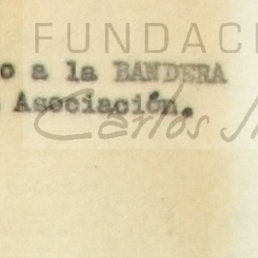 FUNDACI
o a la BANDERA
Asociación.
Carlos